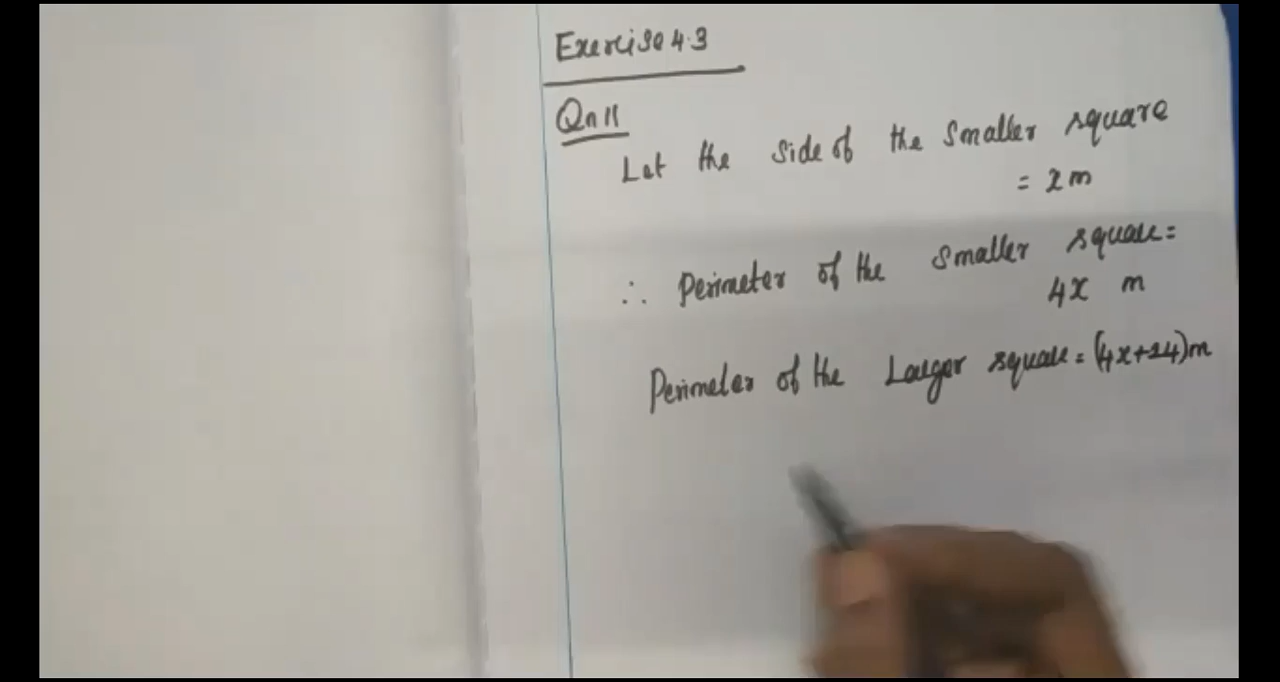 Exercise 4.3
Qn 11
Let the side of the smaller square
= x m
∴ Perimeter of the smaller square =
4x m
Perimeter of the Larger square = (4x+24)m